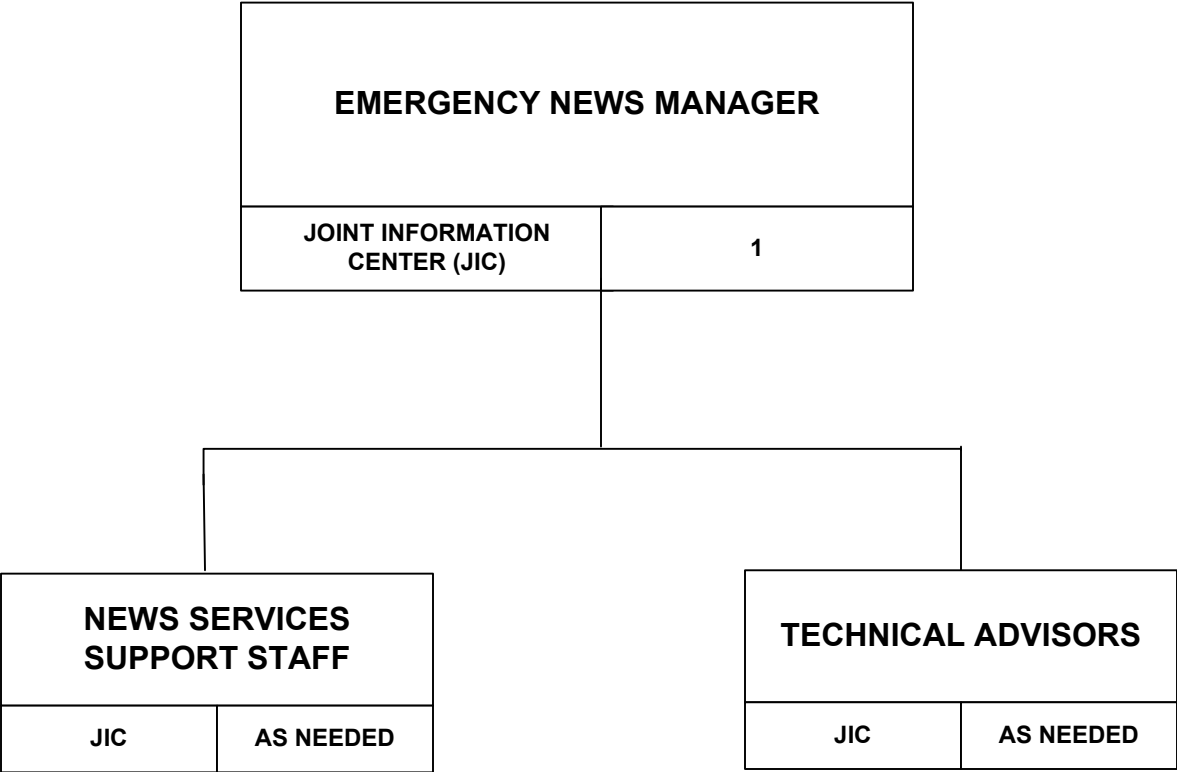 EMERGENCY NEWS MANAGER
JOINT INFORMATION
CENTER (JIC)
1
NEWS SERVICES
SUPPORT STAFF
JIC
AS NEEDED
TECHNICAL ADVISORS
JIC
AS NEEDED